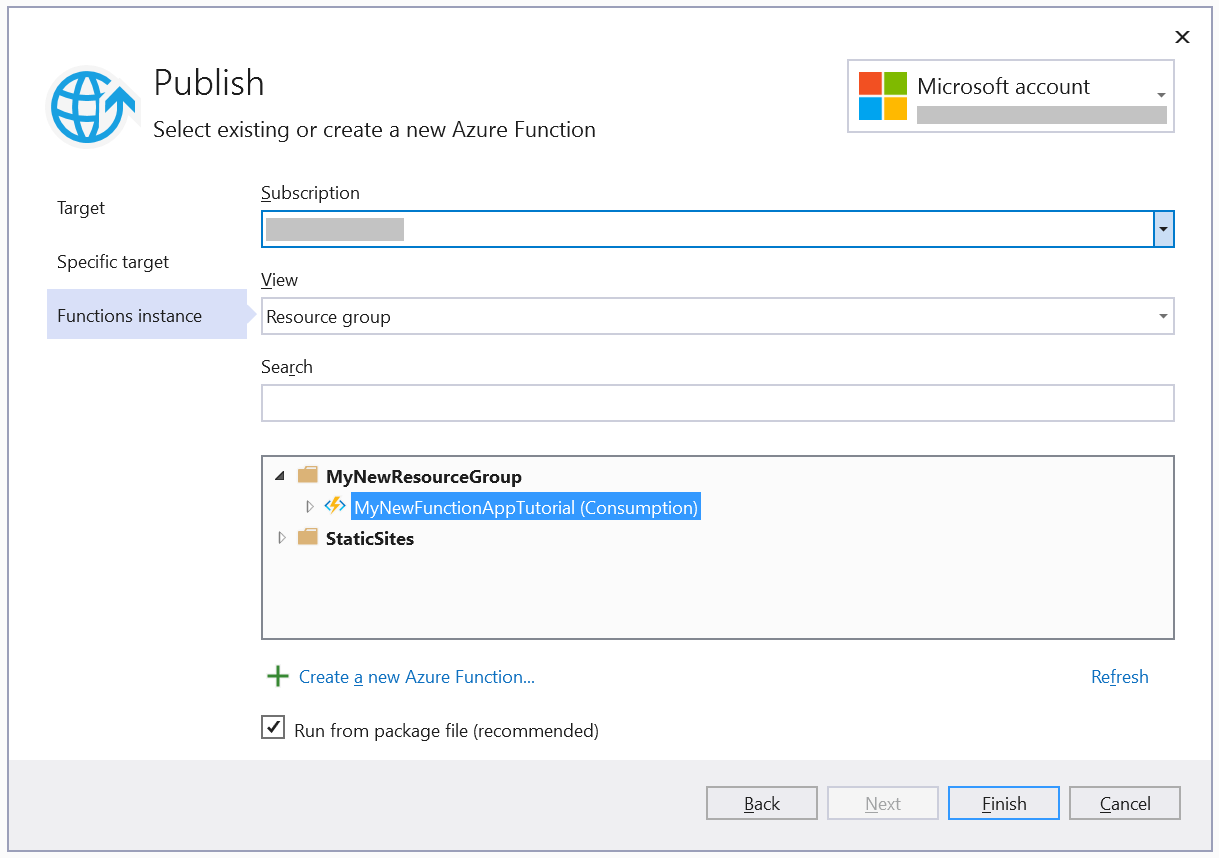 Publish
Select existing or create a new Azure Function
Microsoft account
Target
Specific target
Functions instance
Subscription
View
Resource group
Search
MyNewResourceGroup
MyNewFunctionAppTutorial (Consumption)
StaticSites
Create a new Azure Function...
Refresh
Run from package file (recommended)
Back
Next
Finish
Cancel